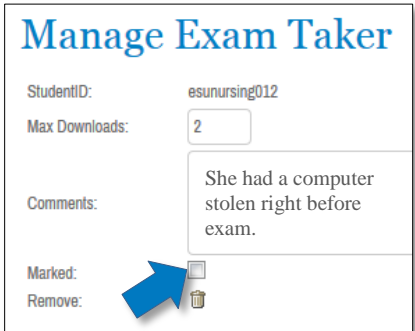 Manage Exam Taker
StudentID: esunursing012
Max Downloads: 2
Comments: She had a computer
stolen right before
exam.
Marked:
Remove: